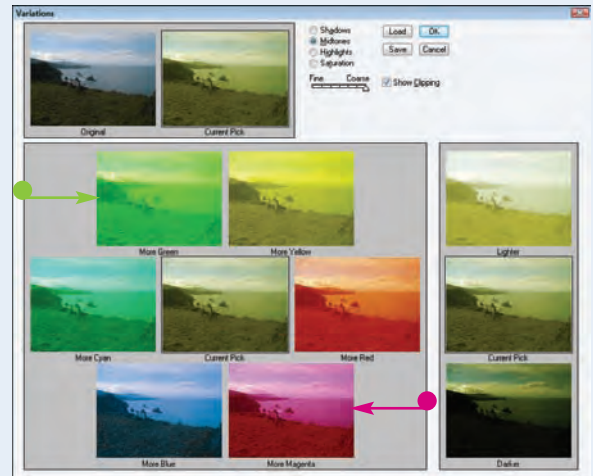 Variations
Original
Current Pick
Shadows
Midtones
Highlights
Saturation
Fine Coarse
Load OK
Save Cancel
Show Clipping
More Green
More Yellow
More Cyan
Current Pick
More Red
More Blue
More Magenta
Lighter
Current Pick
Darker